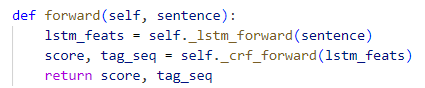 def forward(self, sentence):
    lstm_feats = self._lstm_forward(sentence)
    score, tag_seq = self._crf_forward(lstm_feats)
    return score, tag_seq